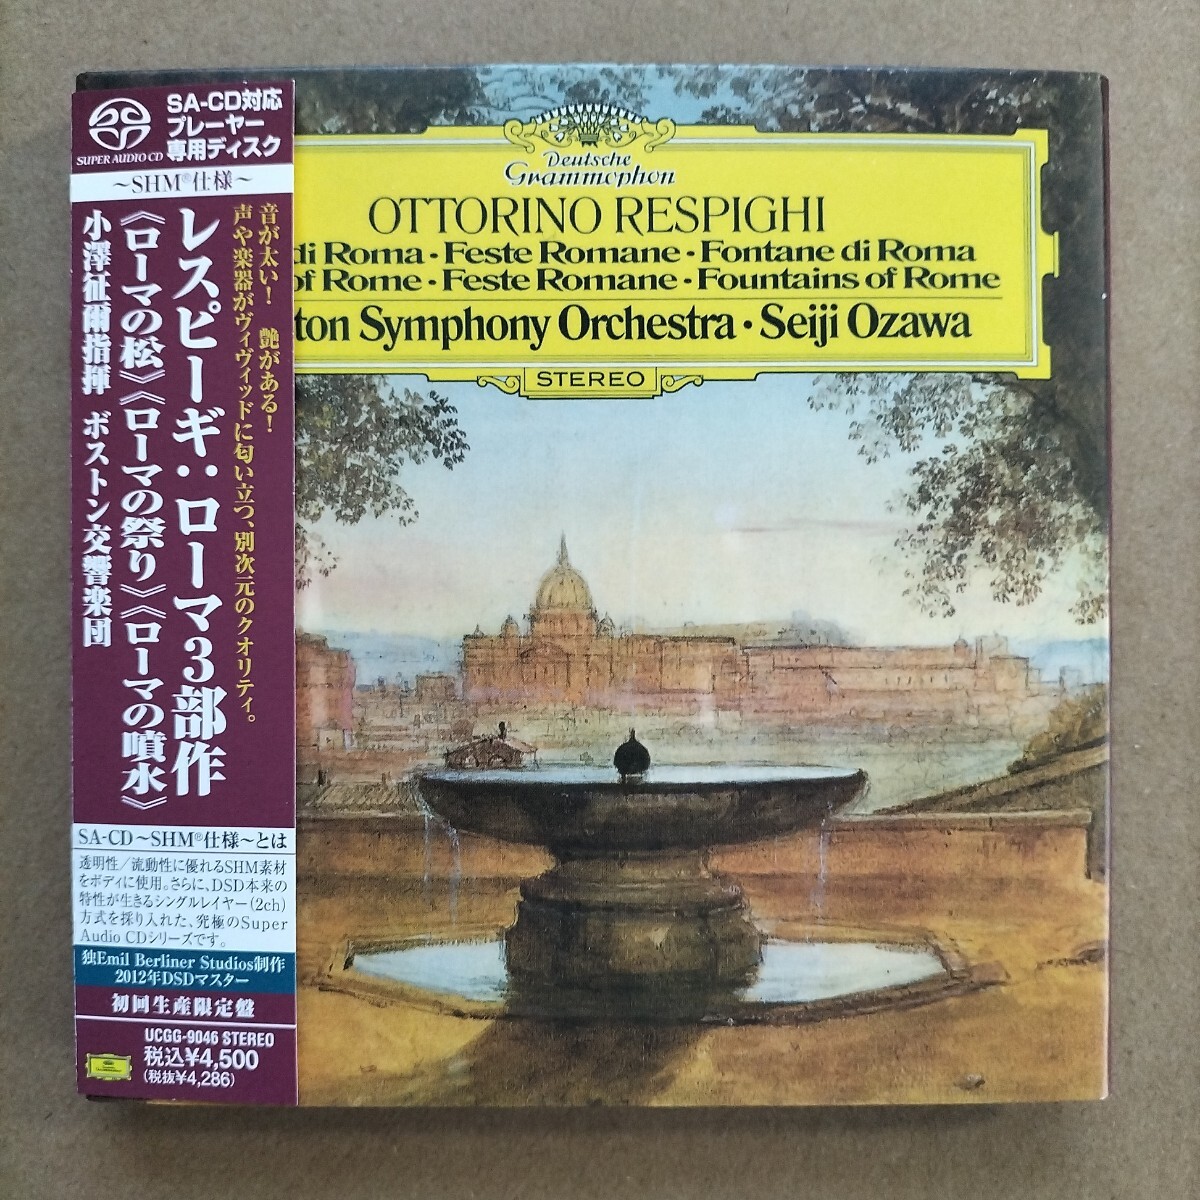 SUPER AUDIO CD
SA-CD対応
プレーヤー
専用ディスク
～SHM®仕様～
音が太い! 艶がある!
声や楽器がヴィヴィッドに匂い立つ、別次元のクオリティ。
レスピーギ:ローマ3部作
《ローマの松》《ローマの祭り》《ローマの噴水》
小澤征爾指揮 ボストン交響楽団
SA-CD～SHM®仕様～とは
透明性/流動性に優れるSHM素材
をボディに使用。さらに、DSD本来の
特性が生きるシングルレイヤー(2ch)
方式を採り入れた、究極のSuper
Audio CDシリーズです。
独Emil Berliner Studios制作
2012年DSDマスター
初回生産限定盤
UCGG-9046 STEREO
税込¥4,500
(税抜¥4,286)
Deutsche
Grammophon
OTTORINO RESPIGHI
di Roma · Feste Romane · Fontane di Roma
of Rome · Feste Romane · Fountains of Rome
ton Symphony Orchestra · Seiji Ozawa
STEREO